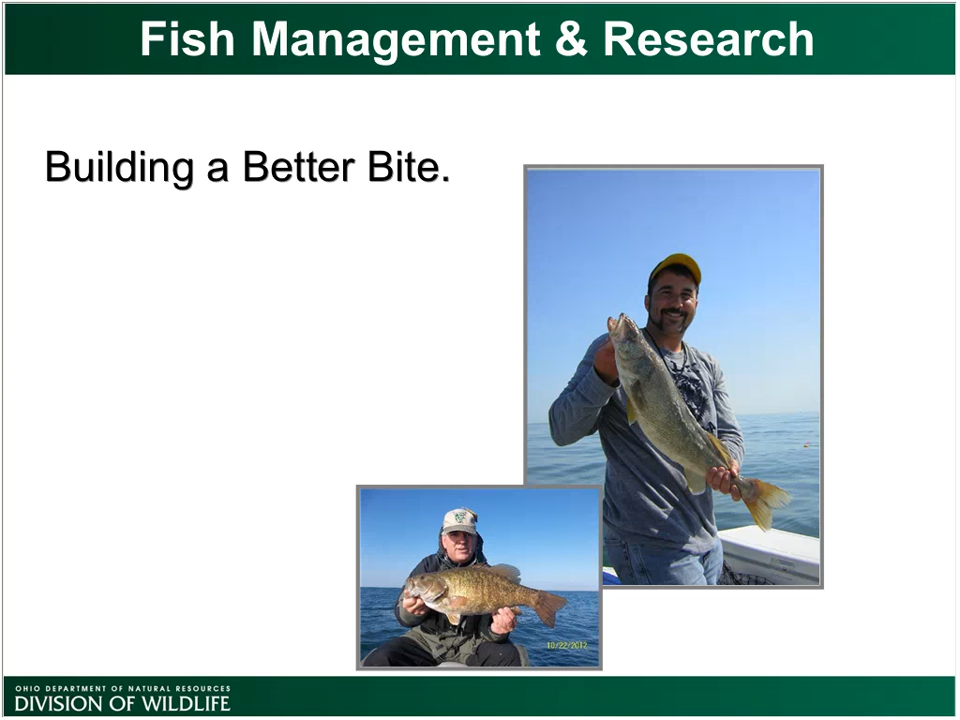 Fish Management & Research
Building a Better Bite.
10/22/2012
OHIO DEPARTMENT OF NATURAL RESOURCES
DIVISION OF WILDLIFE